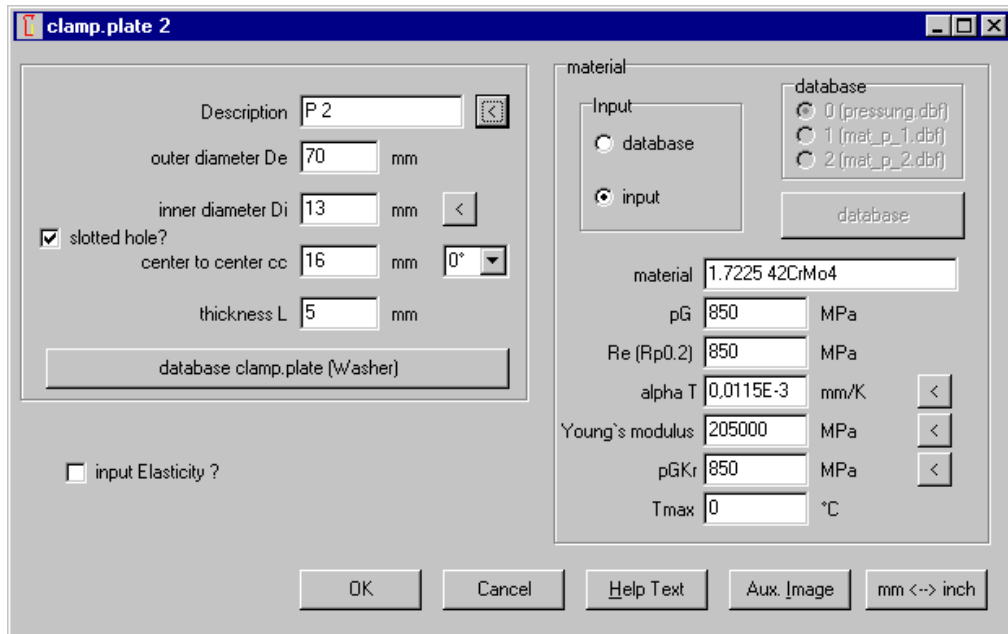 clamp.plate 2
Description P 2 <
outer diameter De 70 mm
inner diameter Di 13 mm <
slotted hole?
center to center cc 16 mm 0°
thickness L 5 mm
database clamp.plate (Washer)
input Elasticity ?
material
Input
database
input
database
0 (pressung.dbf)
1 (mat_p_1.dbf)
2 (mat_p_2.dbf)
database
material 1.7225 42CrMo4
pG 850 MPa
Re (Rp0.2) 850 MPa
alpha T 0,0115E-3 mm/K <
Young`s modulus 205000 MPa <
pGKr 850 MPa <
Tmax 0 °C
OK Cancel Help Text Aux. Image mm <--> inch